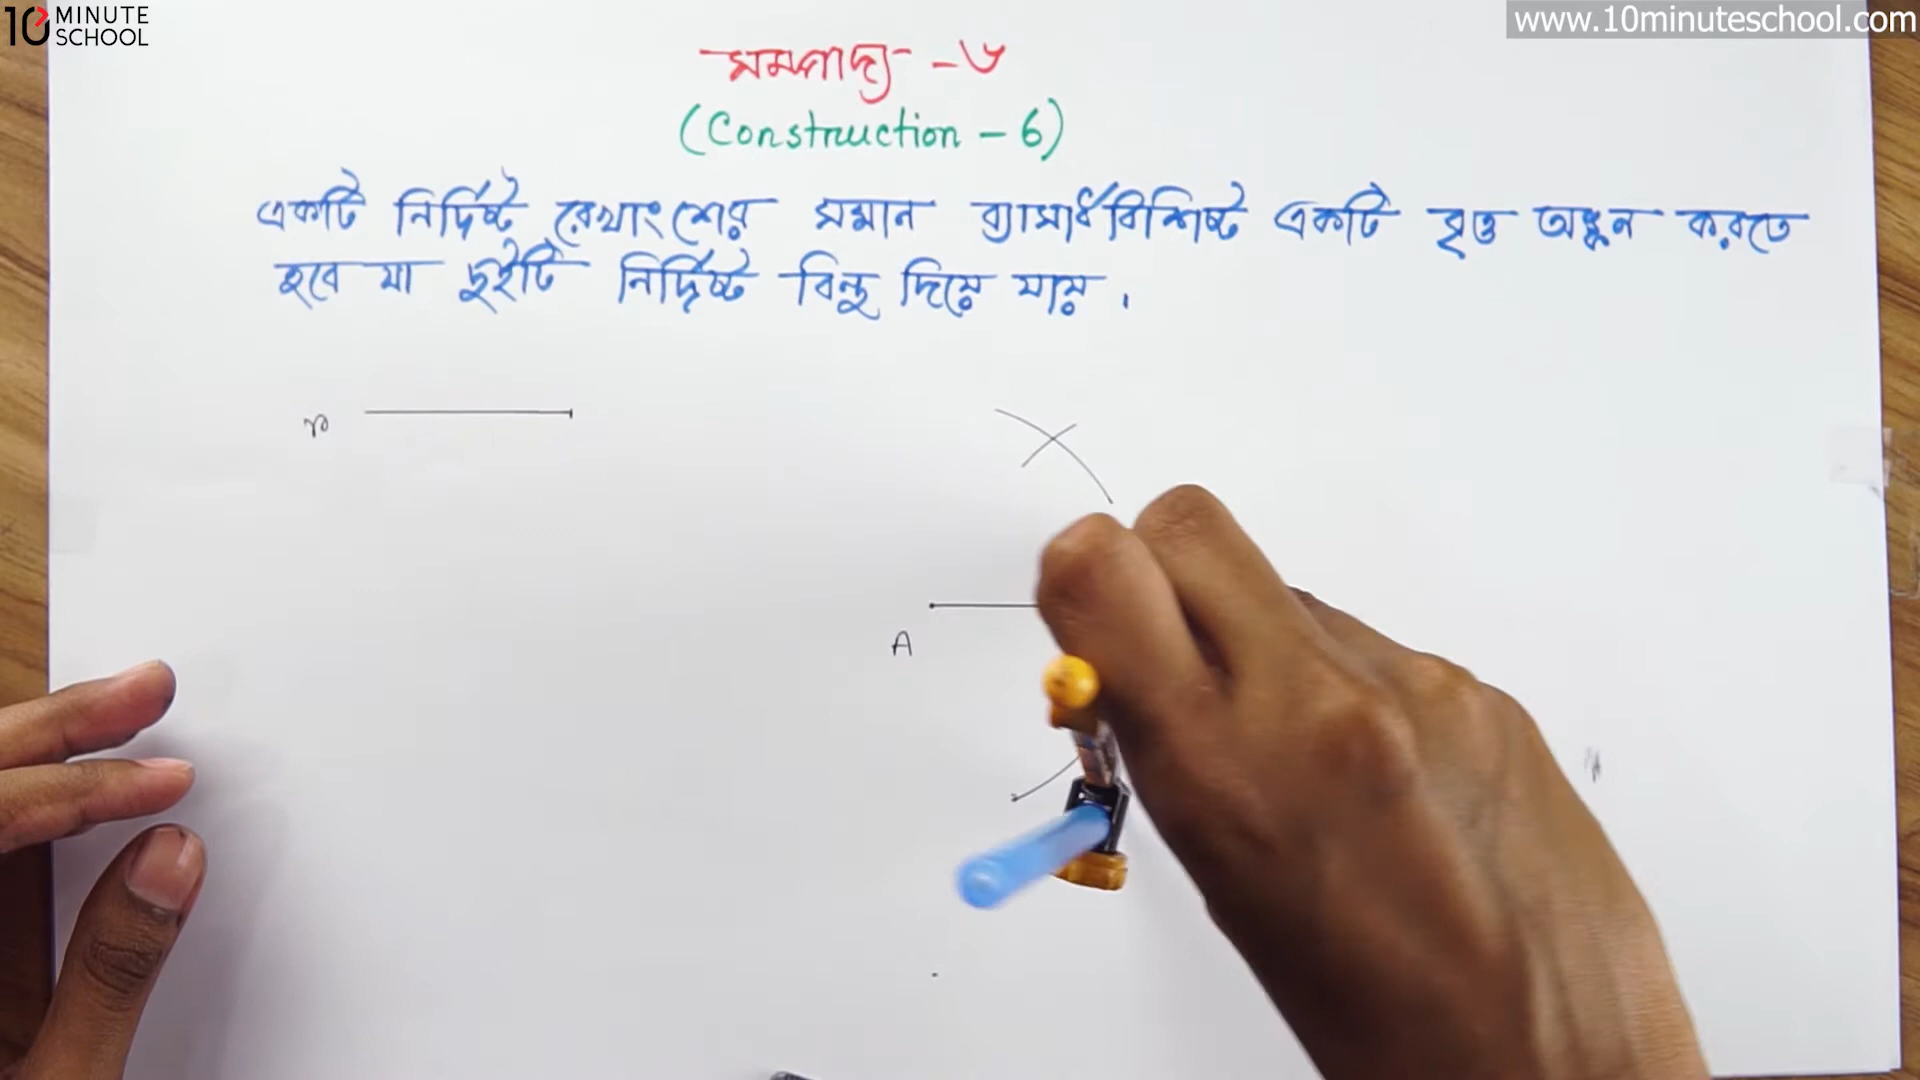 10 MINUTE SCHOOL
www.10minuteschool.com
সম্পাদ্য - ৬
(Construction - 6)
একটি নির্দিষ্ট রেখাংশের সমান ব্যাসার্ধবিশিষ্ট একটি বৃত্ত অঙ্কন করতে
হবে যা দুইটি নির্দিষ্ট বিন্দু দিয়ে যায়।
r
A